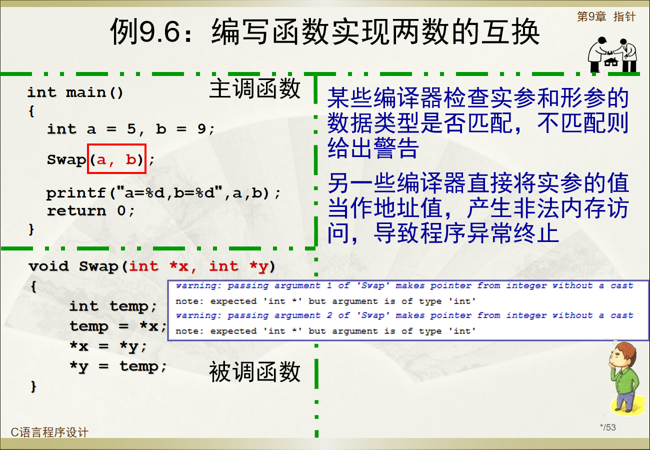 第9章 指针
例9.6：编写函数实现两数的互换
主调函数
int main()
{
int a = 5, b = 9;
Swap(a, b);
printf("a=%d,b=%d",a,b);
return 0;
}
某些编译器检查实参和形参的
数据类型是否匹配，不匹配则
给出警告
另一些编译器直接将实参的值
当作地址值，产生非法内存访
问，导致程序异常终止
void Swap(int *x, int *y)
{
int temp;
temp = *x;
*x = *y;
*y = temp;
}
被调函数
warning: passing argument 1 of 'Swap' makes pointer from integer without a cast
note: expected 'int *' but argument is of type 'int'
warning: passing argument 2 of 'Swap' makes pointer from integer without a cast
note: expected 'int *' but argument is of type 'int'
C语言程序设计
*/53